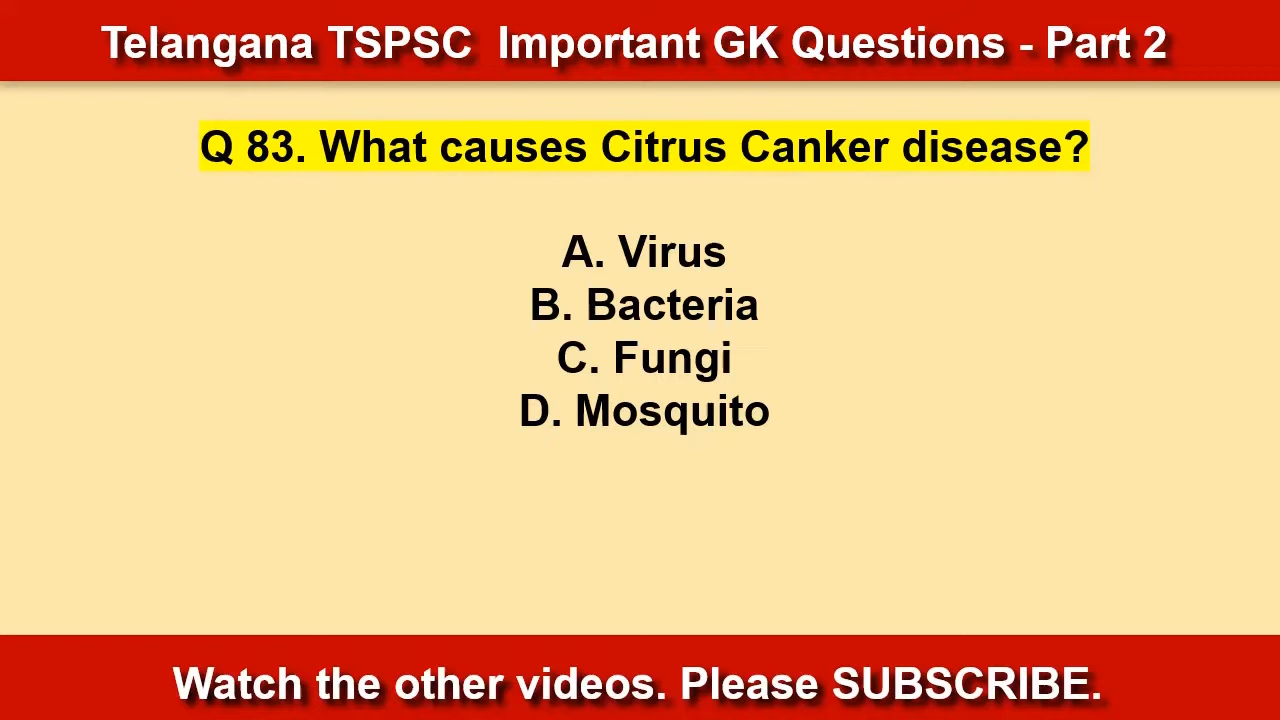 Telangana TSPSC  Important GK Questions - Part 2
Q 83. What causes Citrus Canker disease?
A. Virus
B. Bacteria
C. Fungi
D. Mosquito
Watch the other videos. Please SUBSCRIBE.